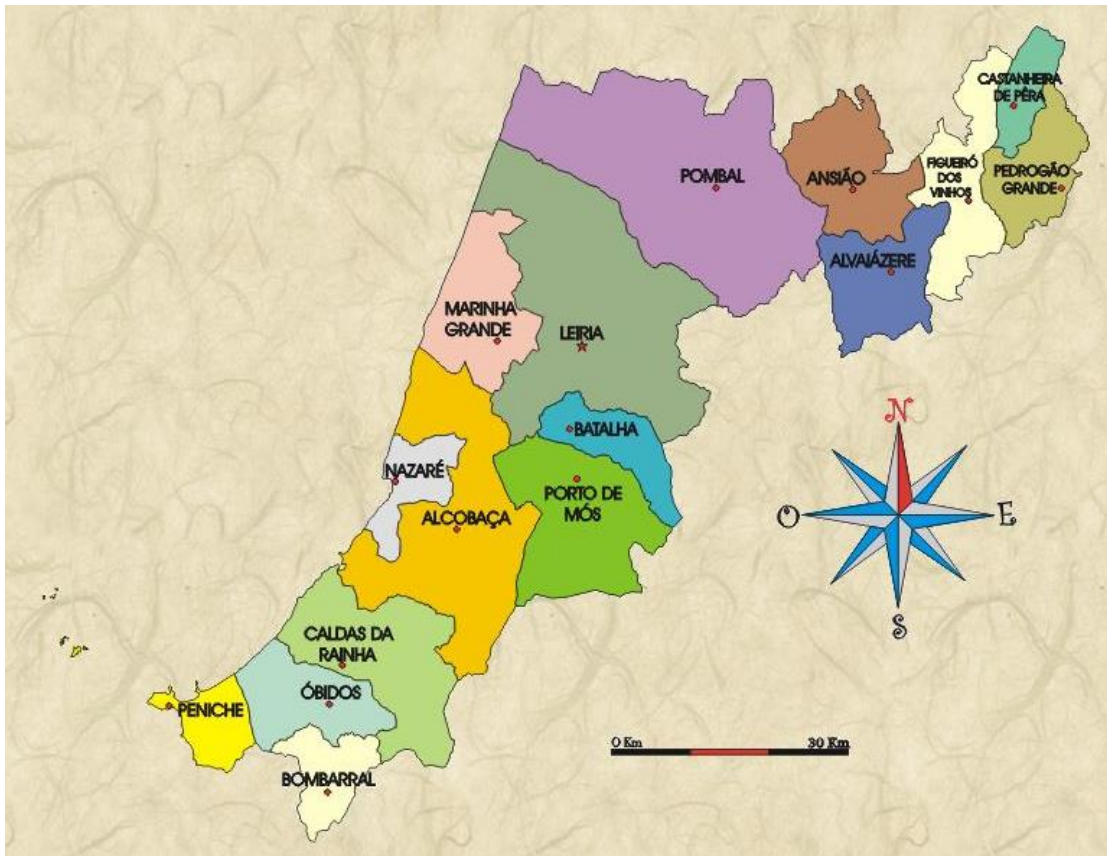 CASTANHEIRA
DE PÊRA
POMBAL
ANSIÃO
FIGUEIRÓ
DOS
VINHOS
PEDROGÃO
GRANDE
ALVAIÁZERE
MARINHA
GRANDE
LEIRIA
BATALHA
NAZARÉ
PORTO DE
MÓS
ALCOBAÇA
N
O
E
S
CALDAS DA
RAINHA
ÓBIDOS
PENICHE
BOMBARRAL
0 Km
30 Km